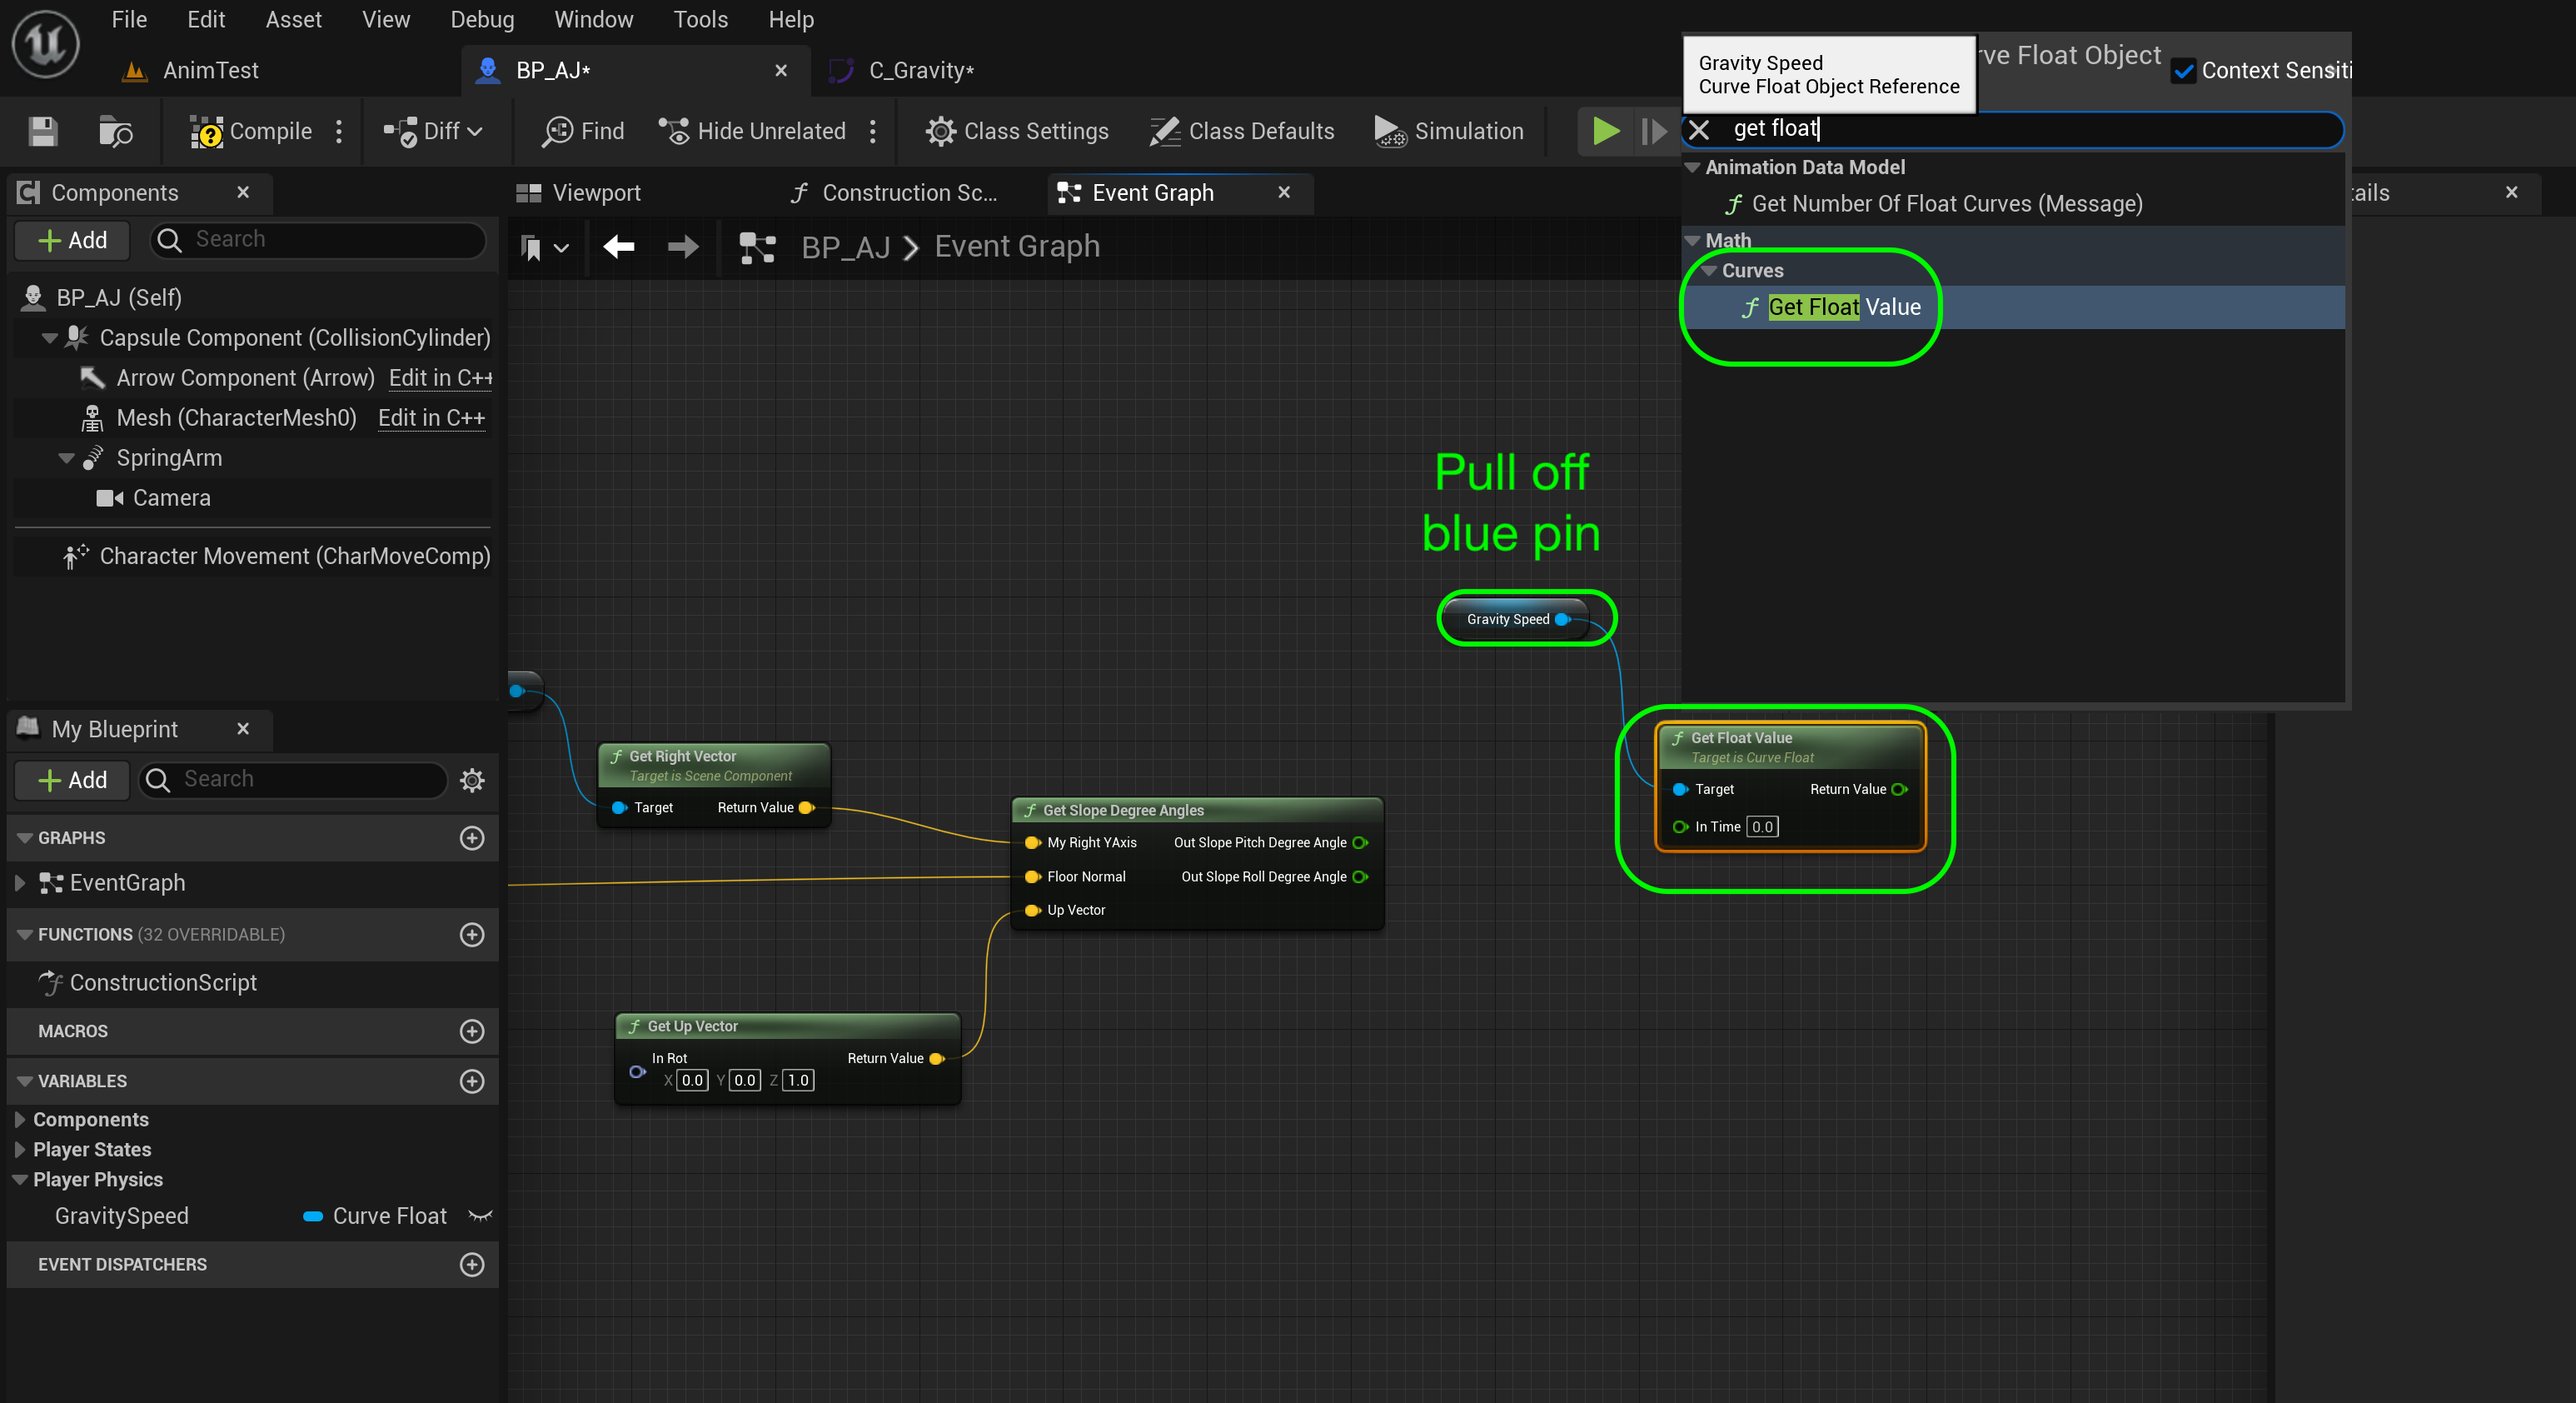 File Edit Asset View Debug Window Tools Help
AnimTest BP_AJ* C_Gravity*
Compile Diff Find Hide Unrelated Class Settings Class Defaults Simulation
Components
Add Search
BP_AJ (Self)
Capsule Component (CollisionCylinder)
Arrow Component (Arrow) Edit in C++
Mesh (CharacterMesh0) Edit in C++
SpringArm
Camera
Character Movement (CharMoveComp)
My Blueprint
Add Search
GRAPHS
EventGraph
FUNCTIONS (32 OVERRIDABLE)
ConstructionScript
MACROS
VARIABLES
Components
Player States
Player Physics
GravitySpeed Curve Float
EVENT DISPATCHERS
Viewport Construction Sc... Event Graph
BP_AJ > Event Graph
Pull off
blue pin
Gravity Speed
Get Right Vector
Target is Scene Component
Target Return Value
Get Slope Degree Angles
My Right YAxis Out Slope Pitch Degree Angle
Floor Normal Out Slope Roll Degree Angle
Up Vector
Get Up Vector
In Rot Return Value
X 0.0 Y 0.0 Z 1.0
Get Float Value
Target is Curve Float
Target Return Value
In Time 0.0
Gravity Speed
Curve Float Object Reference
rve Float Object
Context Sensiti
get float
Animation Data Model
Get Number Of Float Curves (Message)
Math
Curves
Get Float Value
tails